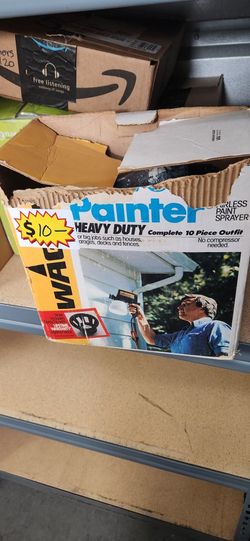 free listening
$10-
Painter
HEAVY DUTY
Complete 10 Piece Outfit
or big jobs such as houses,
arages, decks and fences.
RLESS
PAINT
SPRAYER
No compressor
needed.
WAG